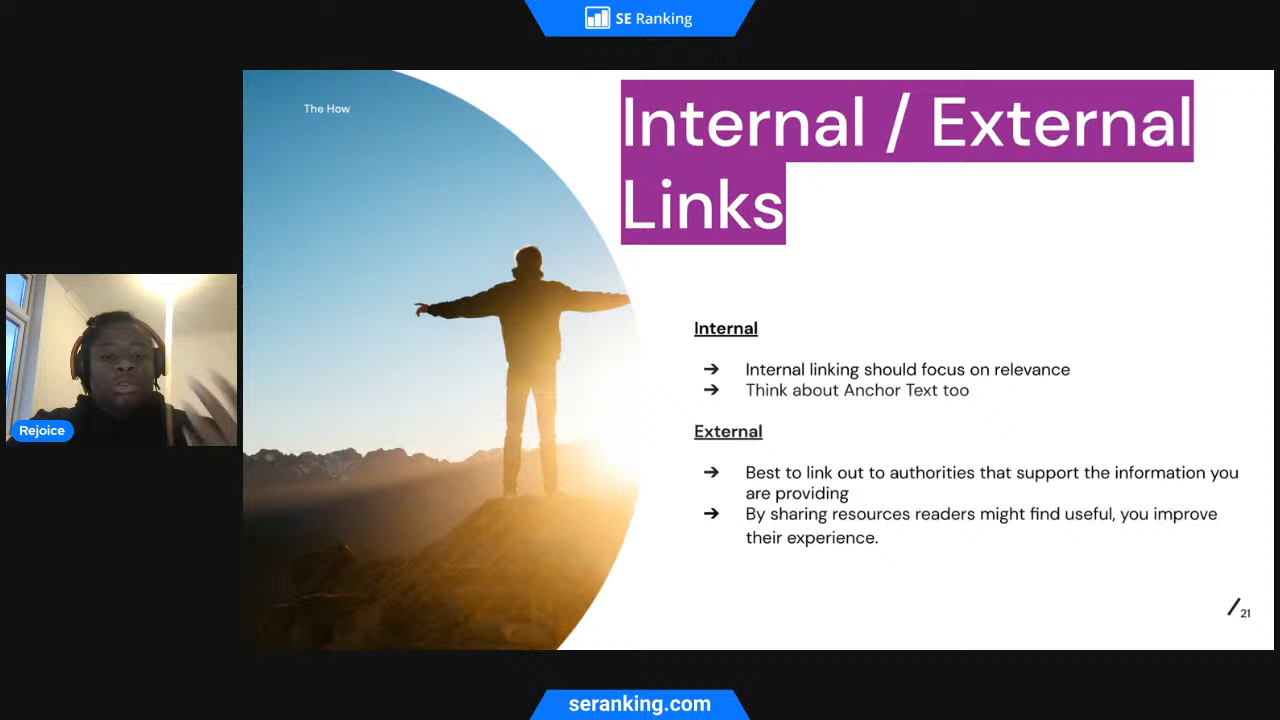 SE Ranking
The How
Internal / External
Links
Internal
➔ Internal linking should focus on relevance
➔ Think about Anchor Text too
External
➔ Best to link out to authorities that support the information you
are providing
➔ By sharing resources readers might find useful, you improve
their experience.
/ 21
Rejoice
seranking.com